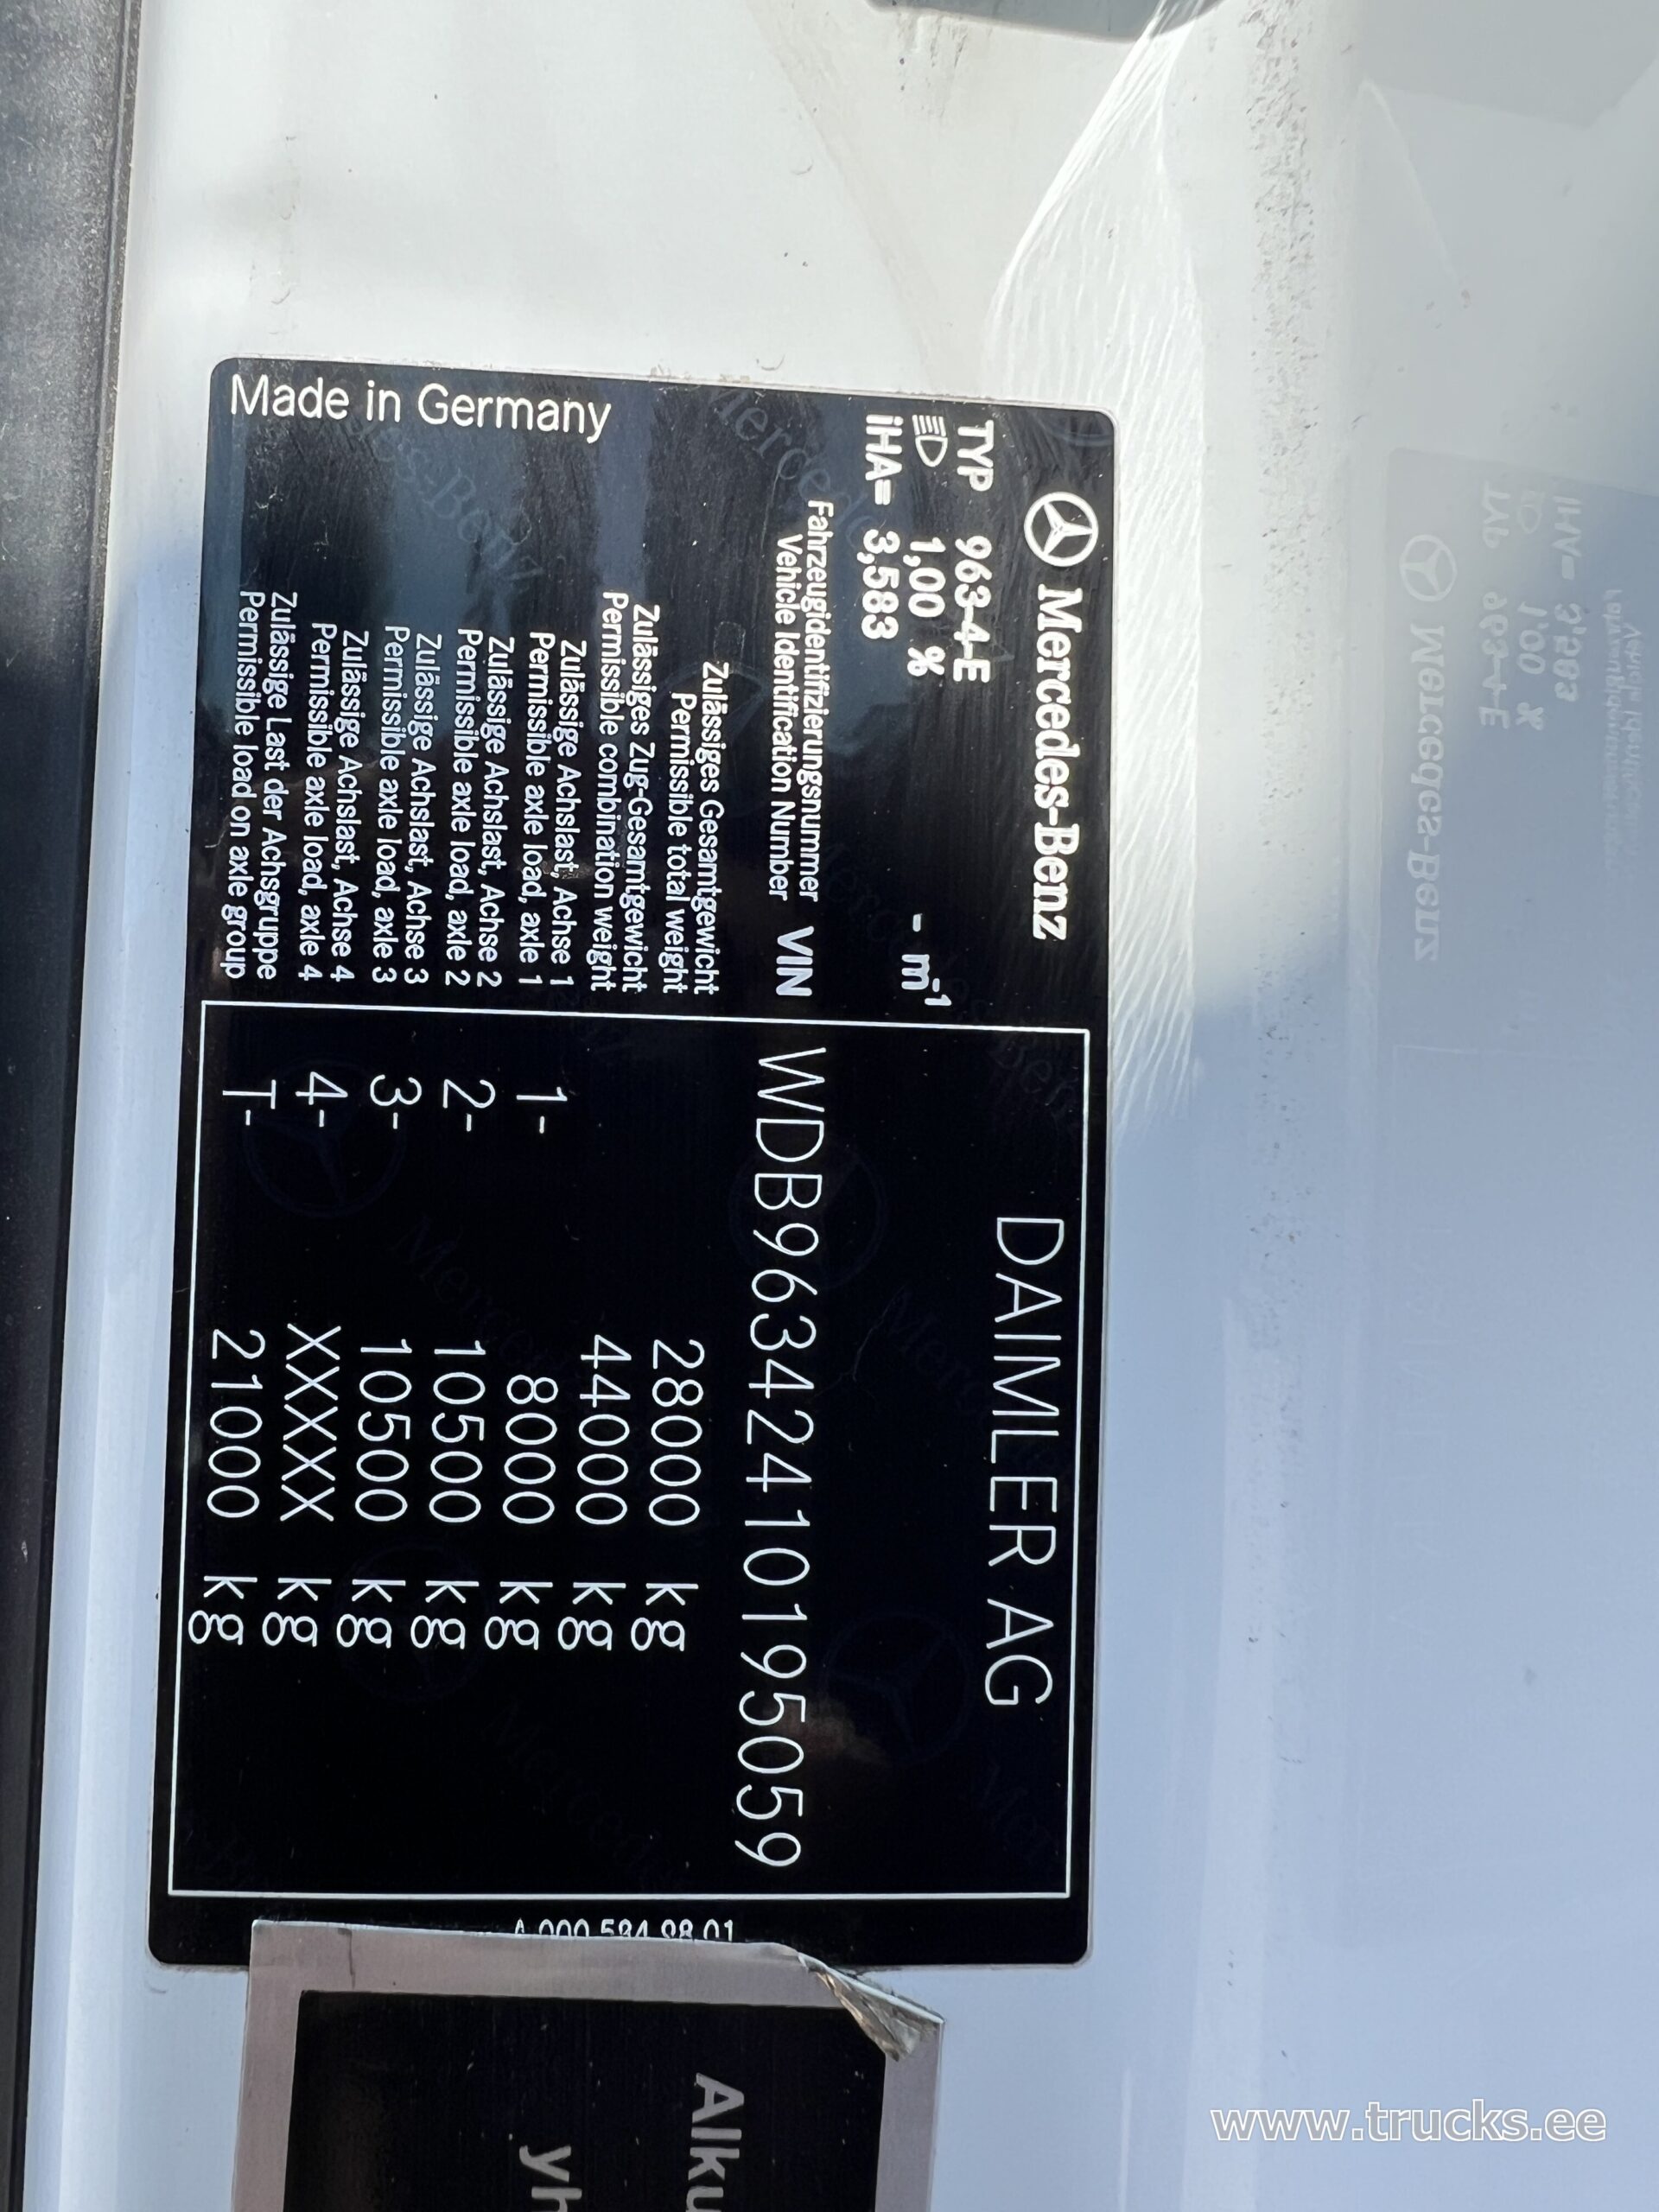 Mercedes-Benz
TYP 963-4-E
1,00 % - m⁻¹
iHA= 3,583
Fahrzeugidentifizierungsnummer
Vehicle Identification Number VIN
Zulässiges Gesamtgewicht
Permissible total weight
Zulässiges Zug-Gesamtgewicht
Permissible combination weight
Zulässige Achslast, Achse 1
Permissible axle load, axle 1
Zulässige Achslast, Achse 2
Permissible axle load, axle 2
Zulässige Achslast, Achse 3
Permissible axle load, axle 3
Zulässige Achslast, Achse 4
Permissible axle load, axle 4
Zulässige Last der Achsgruppe
Permissible load on axle group
Made in Germany
DAIMLER AG
WDB9634241019505​9
28000 kg
44000 kg
1- 8000 kg
2- 10500 kg
3- 10500 kg
4- XXXXX kg
T- 21000 kg
A 000 584 98 01
Alku
yh
www.trucks.ee